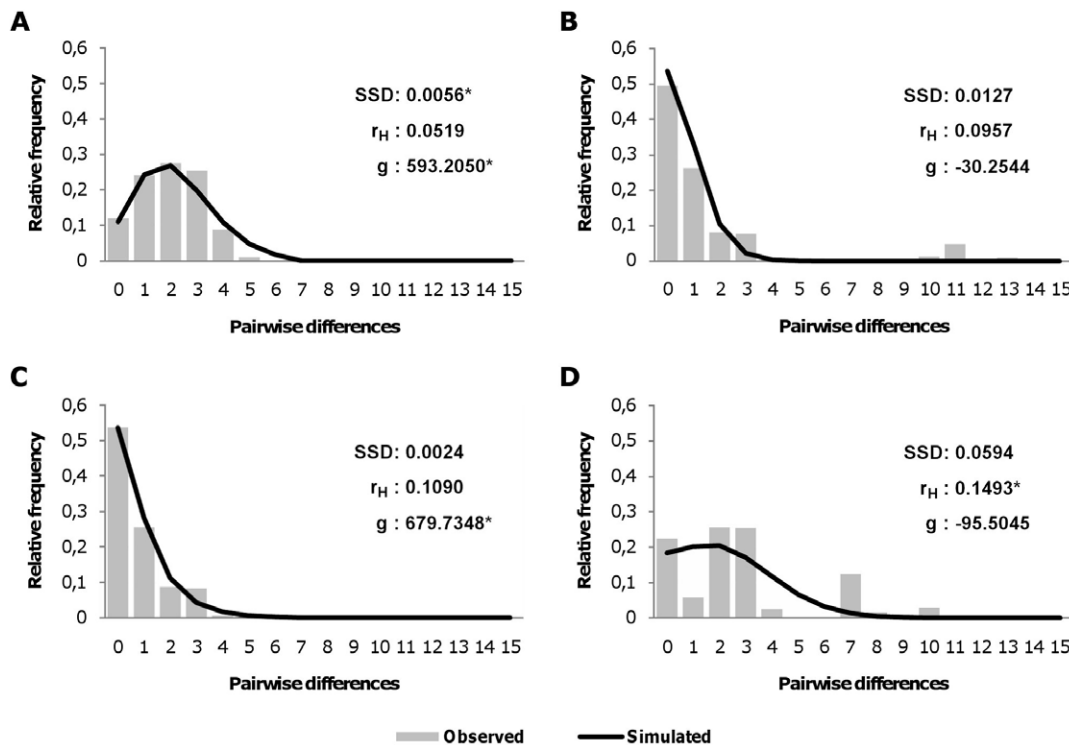 A
0,6
0,5
0,4
0,3
0,2
0,1
0
Relative frequency
SSD: 0.0056*
rH : 0.0519
g : 593.2050*
0 1 2 3 4 5 6 7 8 9 10 11 12 13 14 15
Pairwise differences
B
0,6
0,5
0,4
0,3
0,2
0,1
0
Relative frequency
SSD: 0.0127
rH : 0.0957
g : -30.2544
0 1 2 3 4 5 6 7 8 9 10 11 12 13 14 15
Pairwise differences
C
0,6
0,5
0,4
0,3
0,2
0,1
0
Relative frequency
SSD: 0.0024
rH : 0.1090
g : 679.7348*
0 1 2 3 4 5 6 7 8 9 10 11 12 13 14 15
Pairwise differences
D
0,6
0,5
0,4
0,3
0,2
0,1
0
Relative frequency
SSD: 0.0594
rH : 0.1493*
g : -95.5045
0 1 2 3 4 5 6 7 8 9 10 11 12 13 14 15
Pairwise differences
Observed Simulated